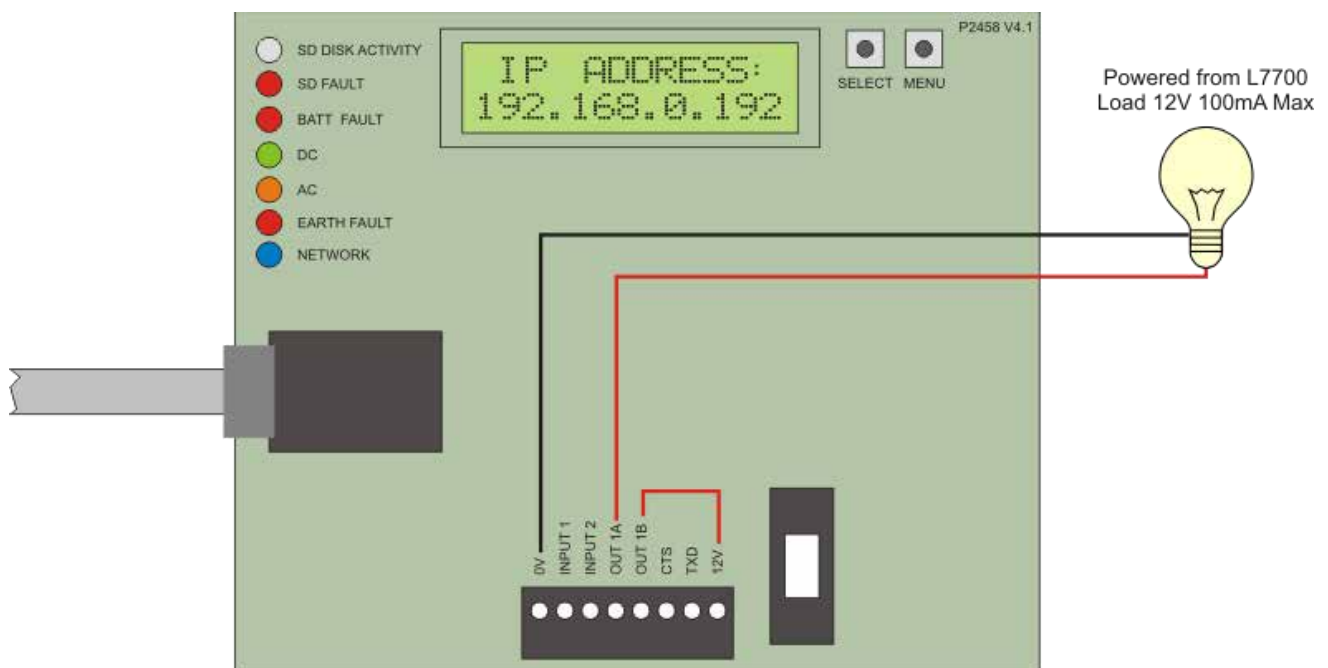 P2458 V4.1
SD DISK ACTIVITY
SD FAULT
BATT FAULT
DC
AC
EARTH FAULT
NETWORK
IP ADDRESS:
192.168.0.192
SELECT
MENU
Powered from L7700
Load 12V 100mA Max
0V
INPUT 1
INPUT 2
OUT 1A
OUT 1B
CTS
TXD
12V